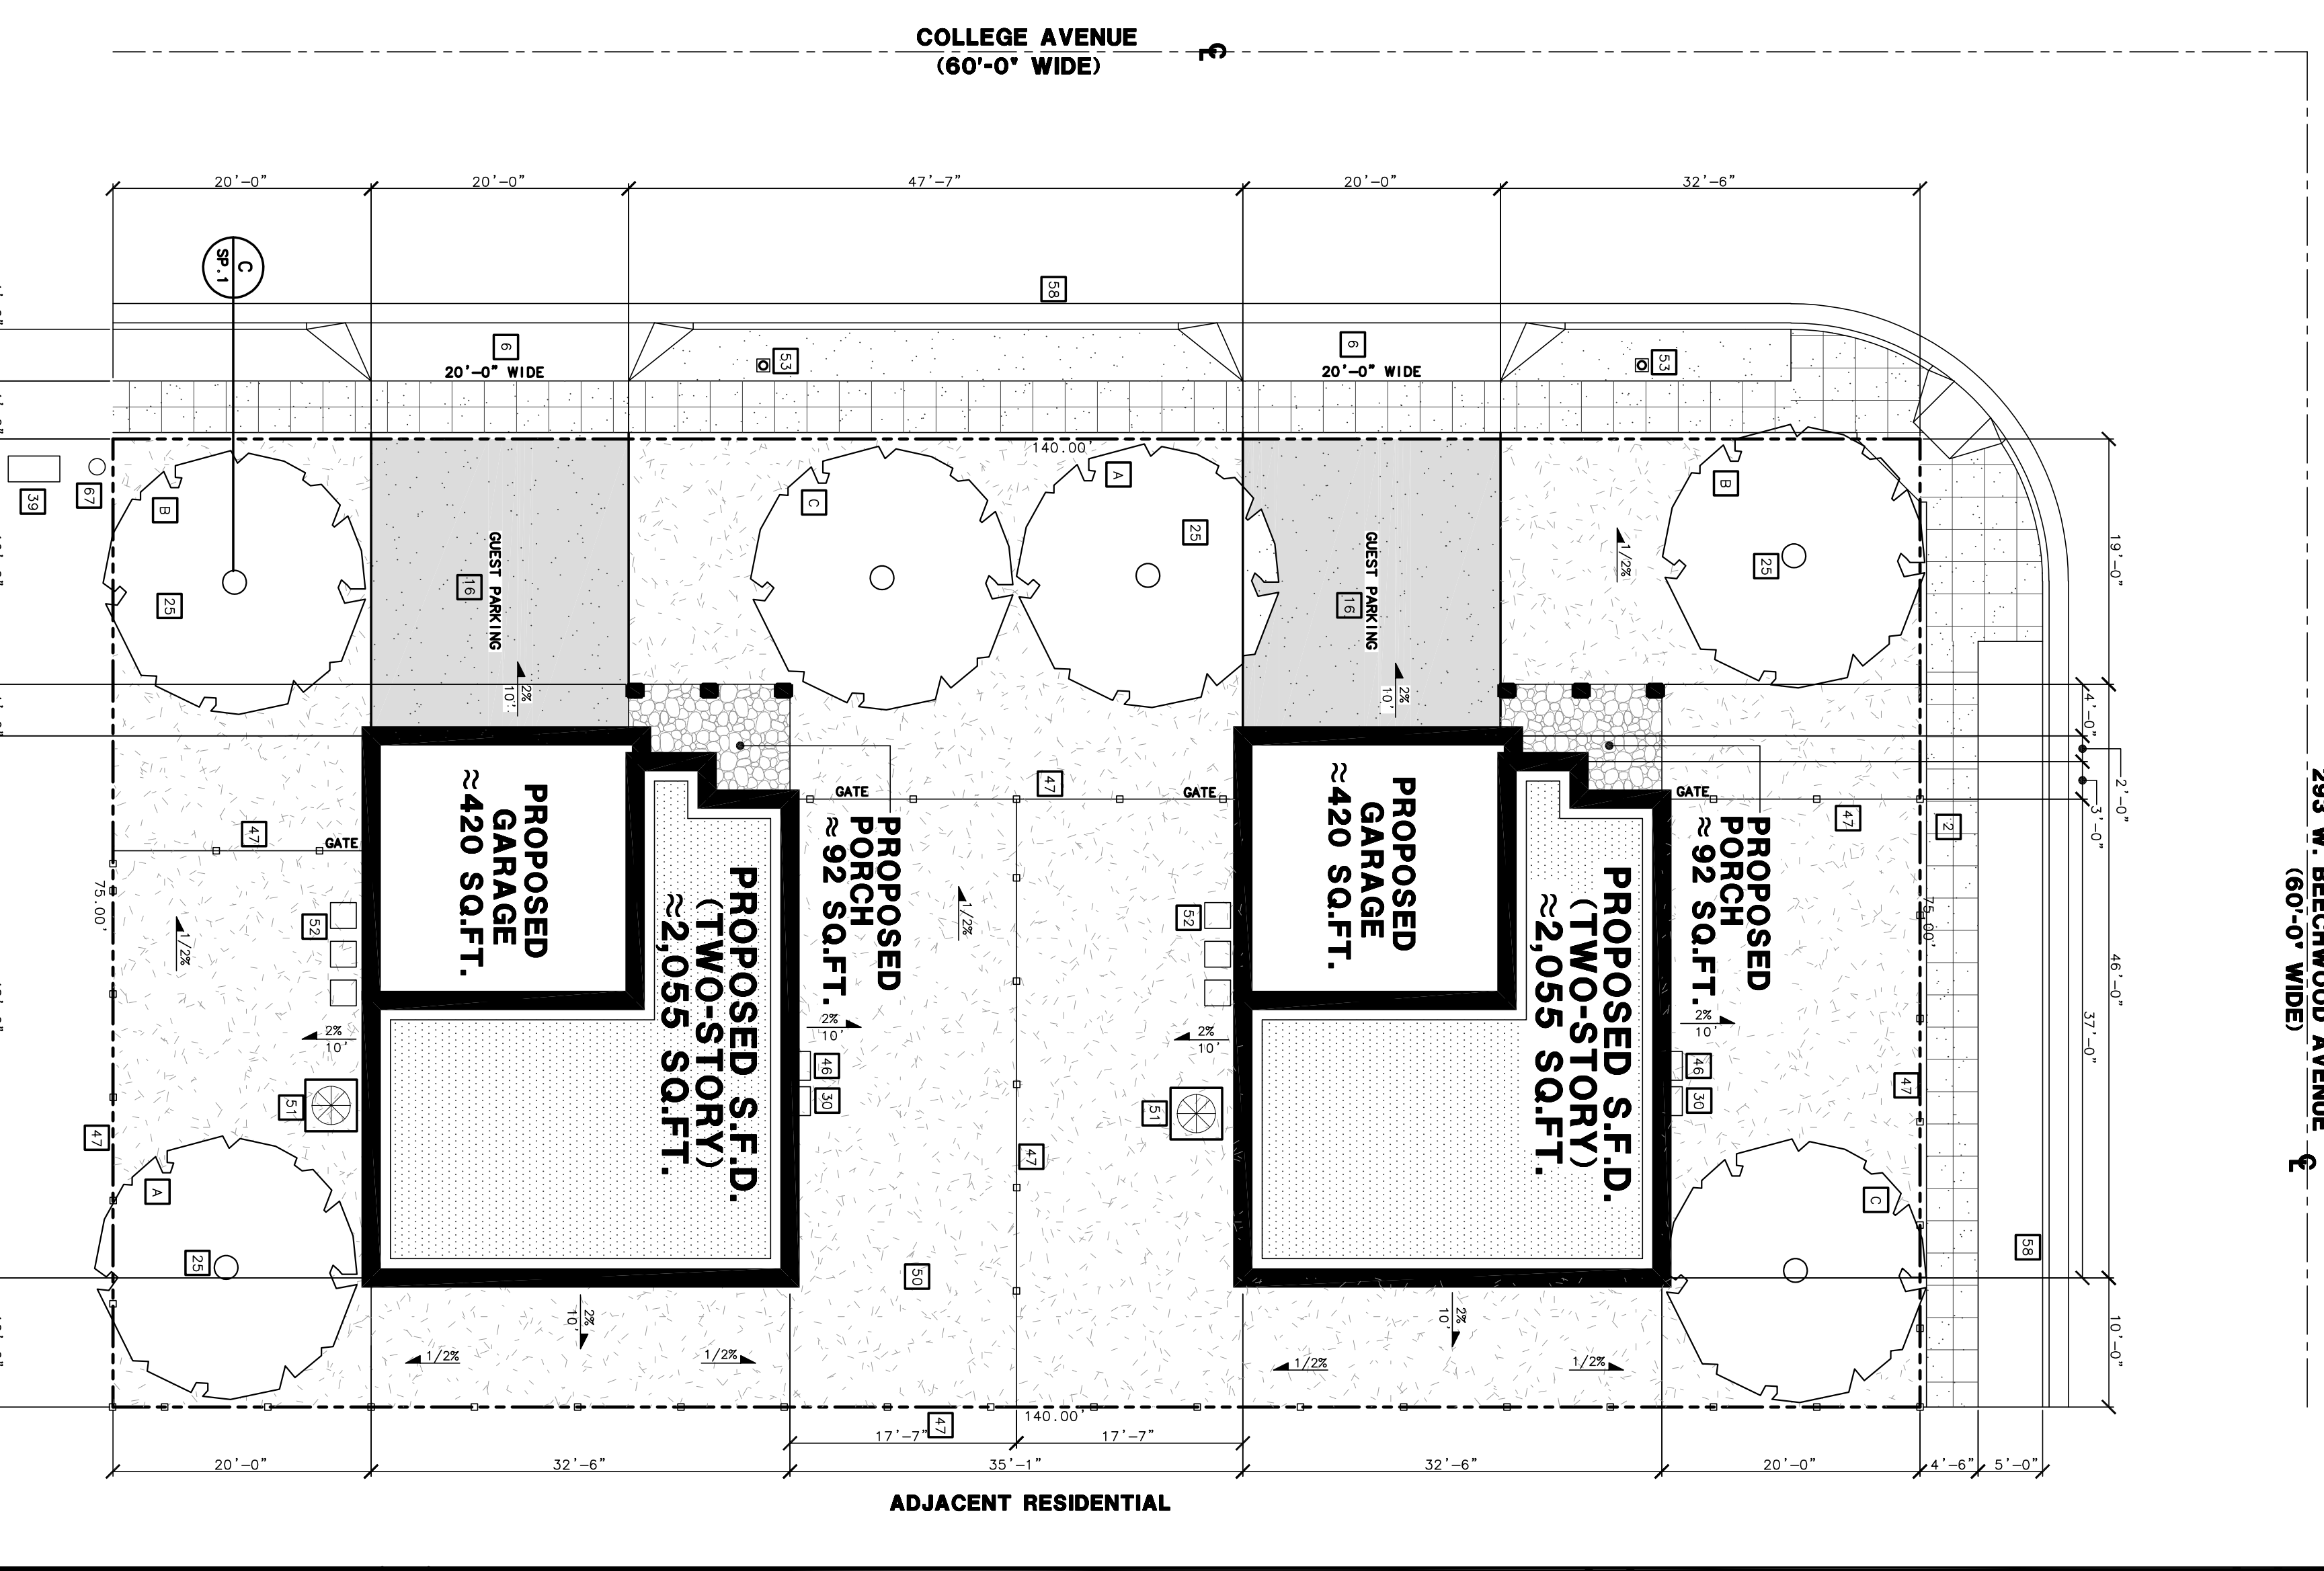 COLLEGE AVENUE
(60'-0" WIDE)
C
L
20'-0"
20'-0"
47'-7"
20'-0"
32'-6"
C
SP.1
58
6
53
6
53
20'-0" WIDE
20'-0" WIDE
140.00'
39
67
B
C
A
B
25
16
GUEST PARKING
25
16
GUEST PARKING
1/2%
25
19'-0"
2%
10'
2%
10'
4'-0"
2'-0"
3'-0"
47
GATE
GATE
47
GATE
GATE
47
2
PROPOSED
GARAGE
≈420 SQ.FT.
PROPOSED
PORCH
≈92 SQ.FT.
PROPOSED
GARAGE
≈420 SQ.FT.
PROPOSED
PORCH
≈92 SQ.FT.
PROPOSED S.F.D.
(TWO-STORY)
≈2,055 SQ.FT.
PROPOSED S.F.D.
(TWO-STORY)
≈2,055 SQ.FT.
293 W. BEECHWOOD AVENUE
(60'-0" WIDE)
C
L
75.00'
1/2%
52
1/2%
52
75.00'
46'-0"
37'-0"
2%
10'
2%
10'
2%
10'
2%
10'
46
30
46
30
51
51
47
47
47
A
25
50
C
58
10'-0"
2%
10'
2%
10'
1/2%
1/2%
1/2%
1/2%
140.00'
47
17'-7"
17'-7"
20'-0"
32'-6"
35'-1"
32'-6"
20'-0"
4'-6"
5'-0"
ADJACENT RESIDENTIAL